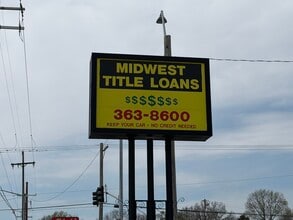 MIDWEST
TITLE LOANS
$$$$$$$
363-8600
KEEP YOUR CAR - NO CREDIT NEEDED